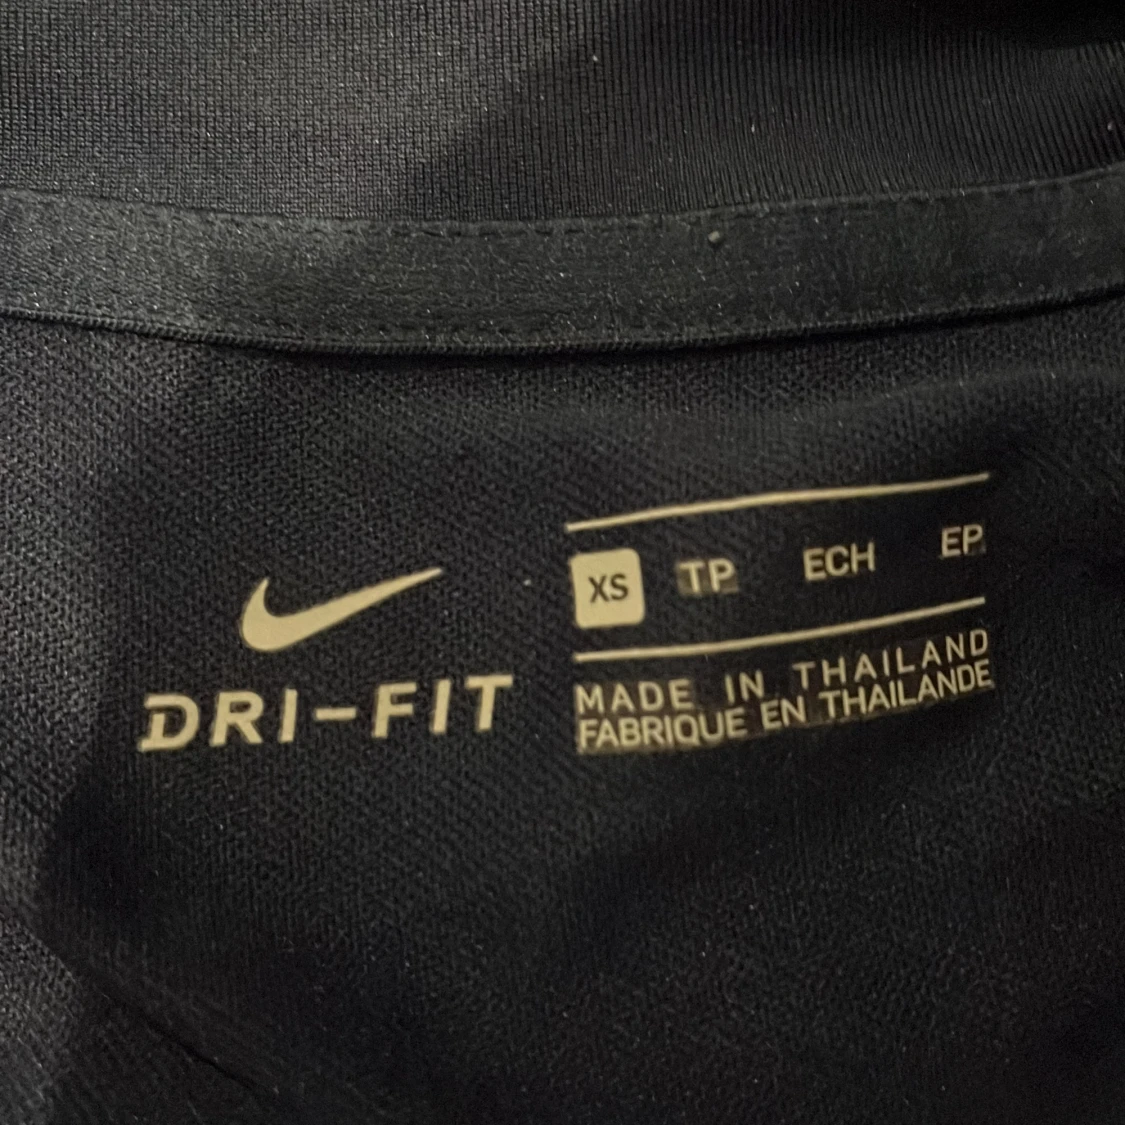 DRI-FIT
XS TP ECH EP
MADE IN THAILAND
FABRIQUE EN THAILANDE